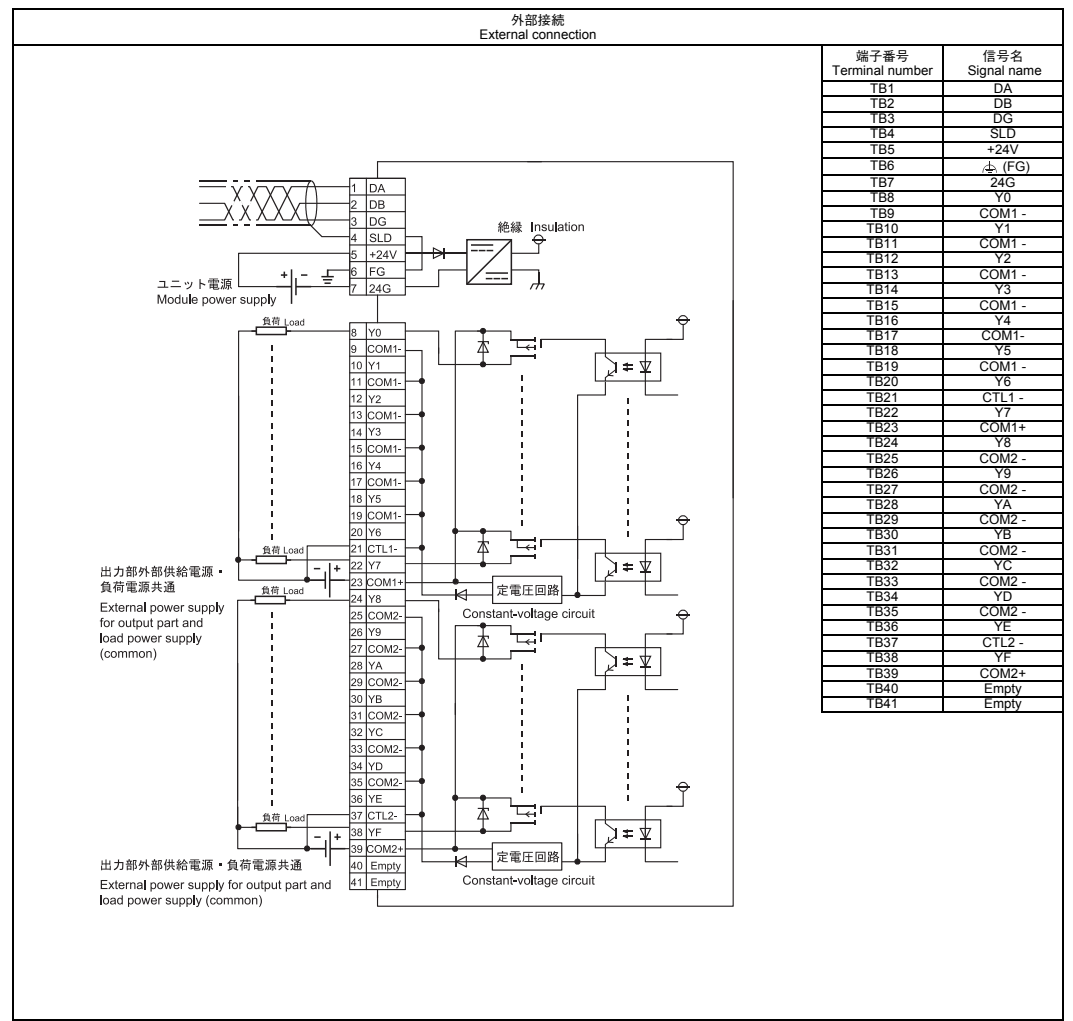 外部接続
External connection
端子番号 信号名
Terminal number Signal name
TB1 DA
TB2 DB
TB3 DG
TB4 SLD
TB5 +24V
TB6 (FG)
TB7 24G
TB8 Y0
TB9 COM1 -
TB10 Y1
TB11 COM1 -
TB12 Y2
TB13 COM1 -
TB14 Y3
TB15 COM1 -
TB16 Y4
TB17 COM1-
TB18 Y5
TB19 COM1 -
TB20 Y6
TB21 CTL1 -
TB22 Y7
TB23 COM1+
TB24 Y8
TB25 COM2 -
TB26 Y9
TB27 COM2 -
TB28 YA
TB29 COM2 -
TB30 YB
TB31 COM2 -
TB32 YC
TB33 COM2 -
TB34 YD
TB35 COM2 -
TB36 YE
TB37 CTL2 -
TB38 YF
TB39 COM2+
TB40 Empty
TB41 Empty
1 DA
2 DB
3 DG
4 SLD
5 +24V
6 FG
7 24G
絶縁 Insulation
+ -
ユニット電源
Module power supply
負荷 Load
8 Y0
9 COM1-
10 Y1
11 COM1-
12 Y2
13 COM1-
14 Y3
15 COM1-
16 Y4
17 COM1-
18 Y5
19 COM1-
20 Y6
21 CTL1-
22 Y7
23 COM1+
24 Y8
25 COM2-
26 Y9
27 COM2-
28 YA
29 COM2-
30 YB
31 COM2-
32 YC
33 COM2-
34 YD
35 COM2-
36 YE
37 CTL2-
38 YF
39 COM2+
40 Empty
41 Empty
負荷 Load
- +
負荷 Load
出力部外部供給電源・
負荷電源共通
External power supply
for output part and
load power supply
(common)
定電圧回路
Constant-voltage circuit
負荷 Load
- +
出力部外部供給電源・負荷電源共通
External power supply for output part and
load power supply (common)
定電圧回路
Constant-voltage circuit